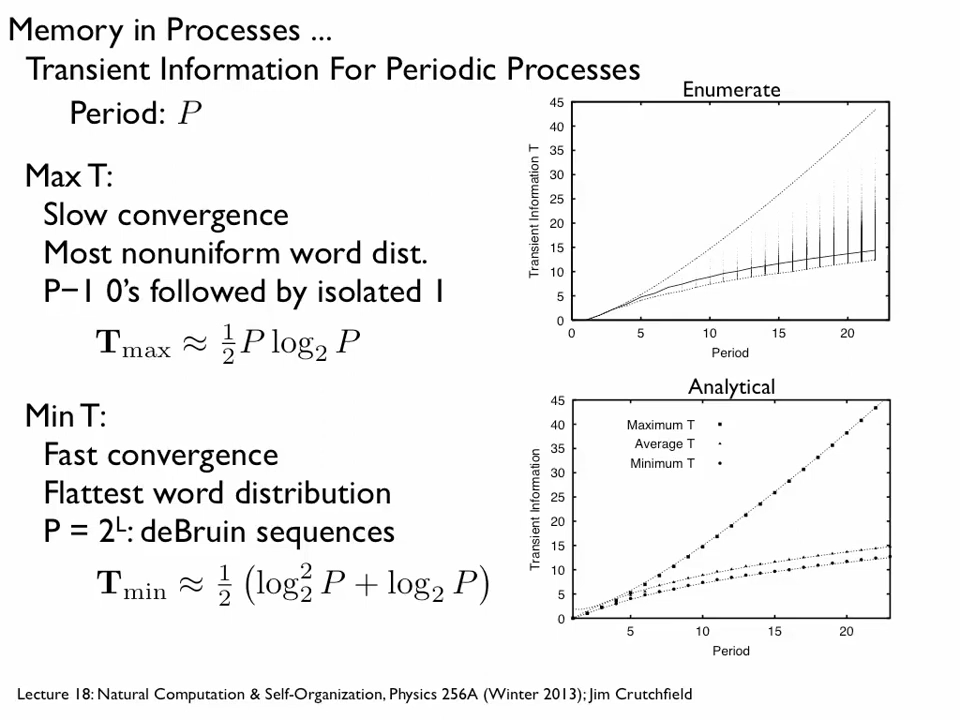 Memory in Processes ...
Transient Information For Periodic Processes
Period: P
Max T:
Slow convergence
Most nonuniform word dist.
P−1 0’s followed by isolated 1
T_max ≈ 1/2 P log₂ P
Min T:
Fast convergence
Flattest word distribution
P = 2^L: deBruin sequences
T_min ≈ 1/2 (log₂² P + log₂ P)
Enumerate
Transient Information T
45
40
35
30
25
20
15
10
5
0
0 5 10 15 20
Period
Analytical
Transient Information
45
40
35
30
25
20
15
10
5
0
Maximum T
Average T
Minimum T
5 10 15 20
Period
Lecture 18: Natural Computation & Self-Organization, Physics 256A (Winter 2013); Jim Crutchfield